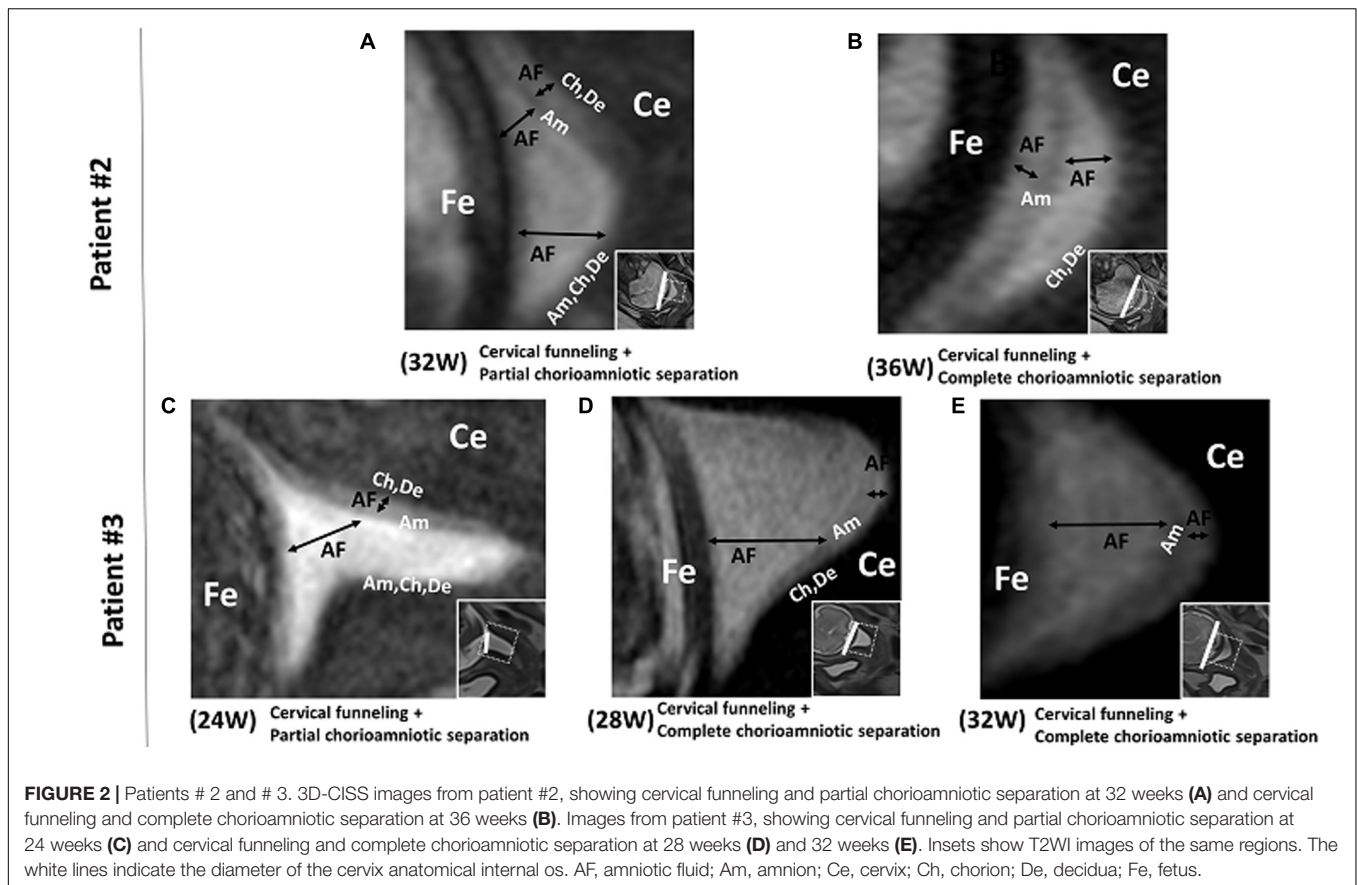 Patient #2
A
AF
Ch,De
Ce
Am
AF
Fe
AF
Am,Ch,De
(32W) Cervical funneling +
Partial chorioamniotic separation
B
B
Ce
Fe
AF
AF
Am
Ch,De
(36W) Cervical funneling +
Complete chorioamniotic separation
Patient #3
C
Ce
Ch,De
AF
Am
AF
Fe
Am,Ch,De
(24W) Cervical funneling +
Partial chorioamniotic separation
D
AF
Am
AF
Fe
Ce
Ch,De
(28W) Cervical funneling +
Complete chorioamniotic separation
E
Ce
AF
Am
AF
Fe
(32W) Cervical funneling +
Complete chorioamniotic separation
FIGURE 2 | Patients # 2 and # 3. 3D-CISS images from patient #2, showing cervical funneling and partial chorioamniotic separation at 32 weeks (A) and cervical
funneling and complete chorioamniotic separation at 36 weeks (B). Images from patient #3, showing cervical funneling and partial chorioamniotic separation at
24 weeks (C) and cervical funneling and complete chorioamniotic separation at 28 weeks (D) and 32 weeks (E). Insets show T2WI images of the same regions. The
white lines indicate the diameter of the cervix anatomical internal os. AF, amniotic fluid; Am, amnion; Ce, cervix; Ch, chorion; De, decidua; Fe, fetus.